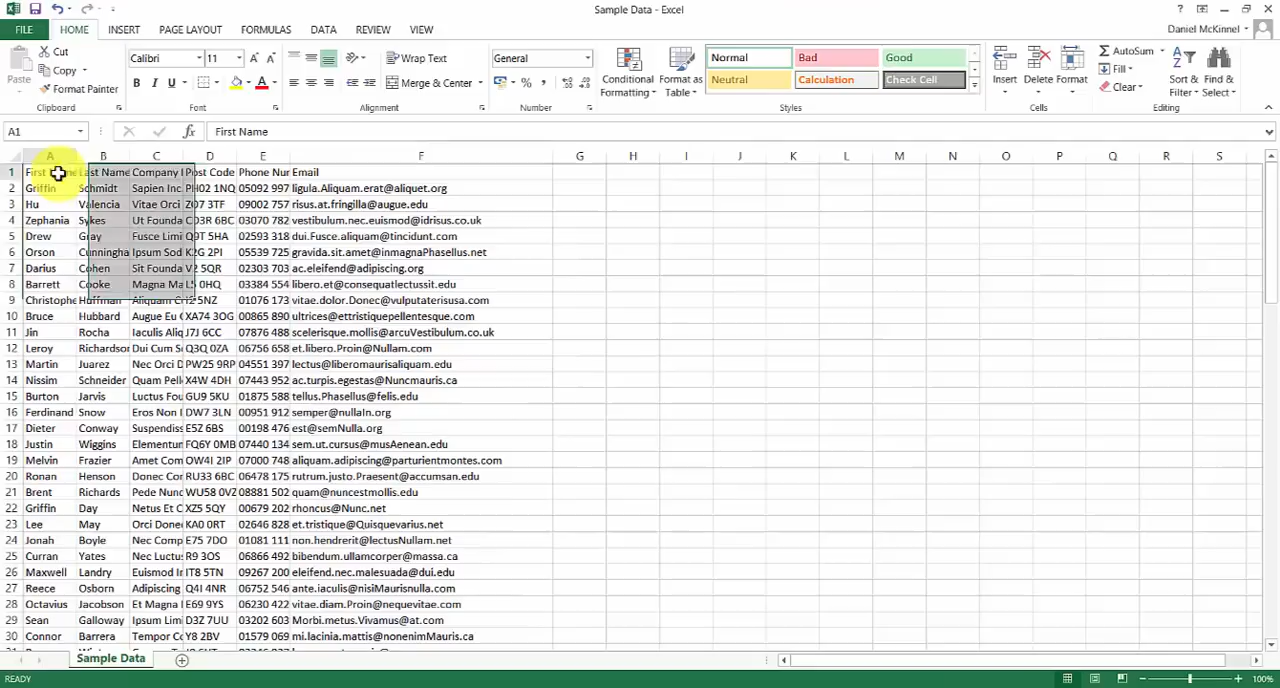 Sample Data - Excel
Daniel McKinnel
FILE HOME INSERT PAGE LAYOUT FORMULAS DATA REVIEW VIEW
Cut
Copy
Format Painter
Paste
Clipboard
Calibri 11
B I U
Font
Wrap Text
Merge & Center
Alignment
General
Number
Conditional Formatting
Format as Table
Normal Bad Good
Neutral Calculation Check Cell
Styles
Insert Delete Format
Cells
AutoSum
Fill
Clear
Sort & Filter
Find & Select
Editing
A1 fx First Name
A B C D E F G H I J K L M N O P Q R S
1 First Last Name Company Post Code Phone Nur Email
2 Griffin Schmidt Sapien Inc. PH02 1NQ 05092 997 ligula.Aliquam.erat@aliquet.org
3 Hu Valencia Vitae Orci ZO7 3TF 09002 757 risus.at.fringilla@augue.edu
4 Zephania Sykes Ut Founda 6BC 03070 782 vestibulum.nec.euismod@idrisus.co.uk
5 Drew Gray Fusce Limi Q9T 5HA 02593 318 dui.Fusce.aliquam@tincidunt.com
6 Orson Cunningha Ipsum Sod K2G 2PI 05539 725 gravida.sit.amet@inmagnaPhasellus.net
7 Darius Cohen Sit Founda 5QR 02303 703 ac.eleifend@adipiscing.org
8 Barrett Cooke Magna Ma 0HQ 03384 554 libero.et@consequatlectussit.edu
9 Christophe Huffman Aliquam 5NZ 01076 173 vitae.dolor.Donec@vulputaterisusa.com
10 Bruce Hubbard Augue Eu XA74 3OG 00865 890 ultrices@ettristiquepellentesque.com
11 Jin Rocha Iaculis Aliq J7J 6CC 07876 488 scelerisque.mollis@arcuVestibulum.co.uk
12 Leroy Richardsor Dui Cum S Q3Q 0ZA 06756 658 et.libero.Proin@Nullam.com
13 Martin Juarez Nec Orci D PW25 9RP 04551 397 lectus@liberomaurisaliquam.edu
14 Nissim Schneider Quam Pell X4W 4DH 07443 952 ac.turpis.egestas@Nuncmauris.ca
15 Burton Jarvis Luctus Fou GU9 5KU 01875 588 tellus.Phasellus@felis.edu
16 Ferdinand Snow Eros Non I DW7 3LN 00951 912 semper@nullaIn.org
17 Dieter Conway Suspendiss E5Z 6BS 00198 476 est@semNulla.org
18 Justin Wiggins Elementun FQ6Y 0MB 07440 134 sem.ut.cursus@musAenean.edu
19 Melvin Frazier Amet Com OW4I 2IP 07000 748 aliquam.adipiscing@parturientmontes.com
20 Ronan Henson Donec Cor RU33 6BC 06478 175 rutrum.justo.Praesent@accumsan.edu
21 Brent Richards Pede Nunc WU58 0VZ 08881 502 quam@nuncestmollis.edu
22 Griffin Day Netus Et C XZ5 5QY 00679 202 rhoncus@Nunc.net
23 Lee May Orci Donec KA0 0RT 02646 828 et.tristique@Quisquevarius.net
24 Jonah Boyle Nec Comp E75 7DO 01081 111 non.hendrerit@lectusNullam.net
25 Curran Yates Nec Luctus R9 3OS 06866 492 bibendum.ullamcorper@massa.ca
26 Maxwell Landry Euismod In IT8 5TN 09267 200 eleifend.nec.malesuada@dui.edu
27 Reece Osborn Adipiscing Q4I 4NR 06752 546 ante.iaculis@nisiMaurisnulla.com
28 Octavius Jacobson Et Magna E69 9YS 06230 422 vitae.diam.Proin@nequevitae.com
29 Sean Galloway Ipsum Lim D3Z 7UU 03202 603 Morbi.metus.Vivamus@at.com
30 Connor Barrera Tempor Co Y8 2BV 01579 069 mi.lacinia.mattis@nonenimMauris.ca
Sample Data
READY 100%